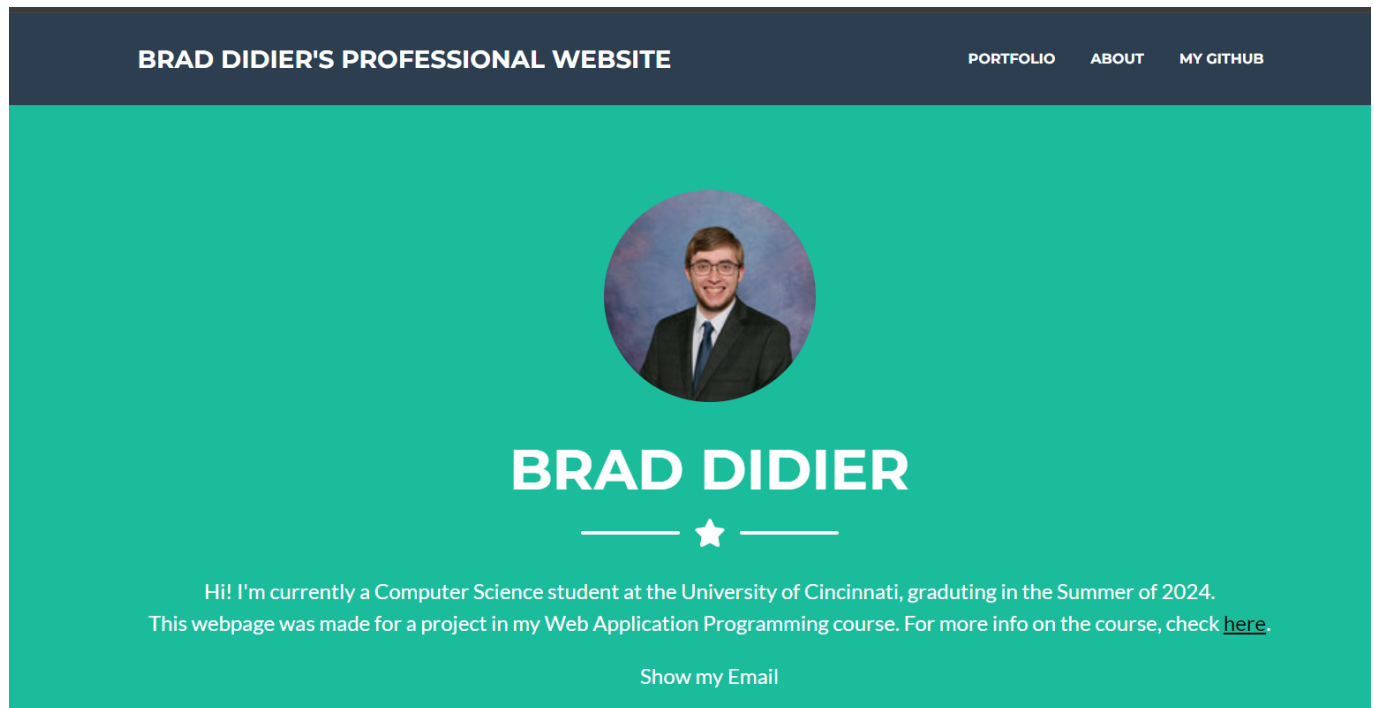 BRAD DIDIER'S PROFESSIONAL WEBSITE
PORTFOLIO ABOUT MY GITHUB
BRAD DIDIER
Hi! I'm currently a Computer Science student at the University of Cincinnati, graduting in the Summer of 2024.
This webpage was made for a project in my Web Application Programming course. For more info on the course, check here.
Show my Email